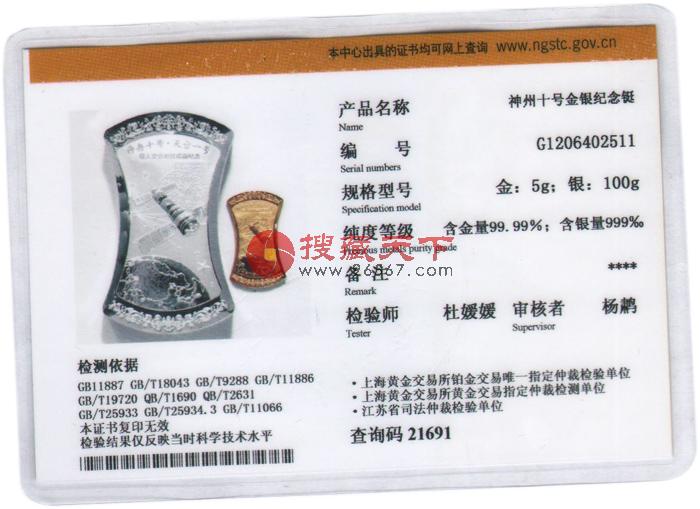 本中心出具的证书均可网上查询 www.ngstc.gov.cn
产品名称 神州十号金银纪念铤
Name
编 号 G1206402511
Serial numbers
规格型号 金：5g；银：100g
Specification model
纯度等级 含金量99.99%；含银量999‰
Precious metals purity grade
备 注 ****
Remark
检验师 杜媛媛 审核者 杨鹔
Tester Supervisor
神舟十号·天宫一号
搜藏天下
www.26867.com
检测依据
GB11887 GB/T18043 GB/T9288 GB/T11886
GB/T19720 QB/T1690 QB/T2631
GB/T25933 GB/T25934.3 GB/T11066
本证书复印无效
检验结果仅反映当时科学技术水平
·上海黄金交易所铂金交易唯一指定仲裁检验单位
·上海黄金交易所黄金交易指定仲裁检测单位
·江苏省司法仲裁检验单位
查询码 21691